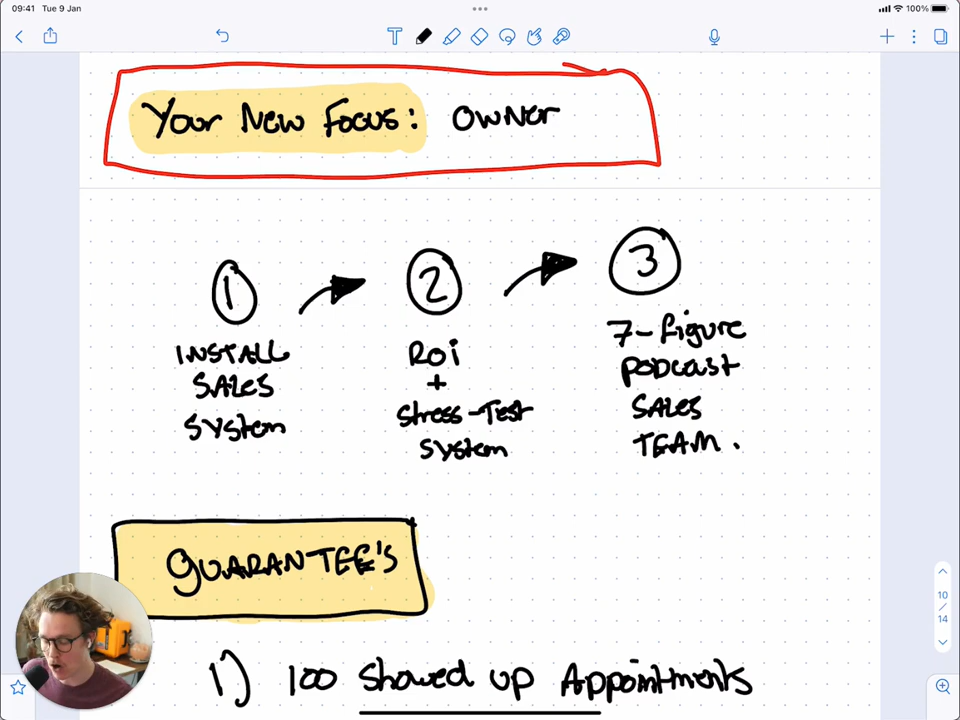 09:41 Tue 9 Jan
100%
Your New Focus: Owner
1
2
3
INSTALL
SALES
System
ROi
+
Stress-Test
System
7-figure
Podcast
SALES
TEAM.
GUARANTEE'S
1) 100 Showed up Appointments
10
/
14